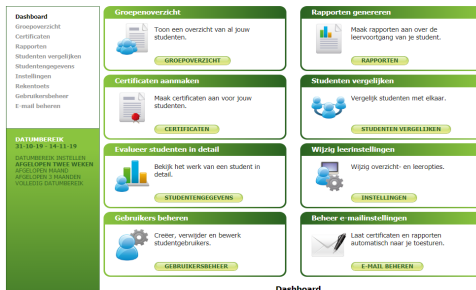 Dashboard
Groepoverzicht
Certificaten
Rapporten
Studenten vergelijken
Studentengegevens
Instellingen
Rekentoets
Gebruikersbeheer
E-mail beheren
DATUMBEREIK
31-10-19 - 14-11-19
DATUMBEREIK INSTELLEN
AFGELOPEN TWEE WEKEN
AFGELOPEN MAAND
AFGELOPEN 2 MAANDEN
VOLLEDIG DATUMBEREIK
Groepenoverzicht
Toon een overzicht van al jouw
studenten.
GROEPOVERZICHT
Rapporten genereren
Maak rapporten aan over de
leervoortgang van je student.
RAPPORTEN
Certificaten aanmaken
Maak certificaten aan voor jouw
studenten.
CERTIFICATEN
Studenten vergelijken
Vergelijk studenten met elkaar.
STUDENTEN VERGELIJKEN
Evalueer studenten in detail
Bekijk het werk van een student in
detail.
STUDENTENGEGEVENS
Wijzig leerinstellingen
Wijzig overzicht- en leeropties.
INSTELLINGEN
Gebruikers beheren
Creëer, verwijder en bewerk
studentgebruikers.
GEBRUIKERSBEHEER
Beheer e-mailinstellingen
Laat certificaten en rapporten
automatisch naar je toesturen.
E-MAIL BEHEREN
Dashboard